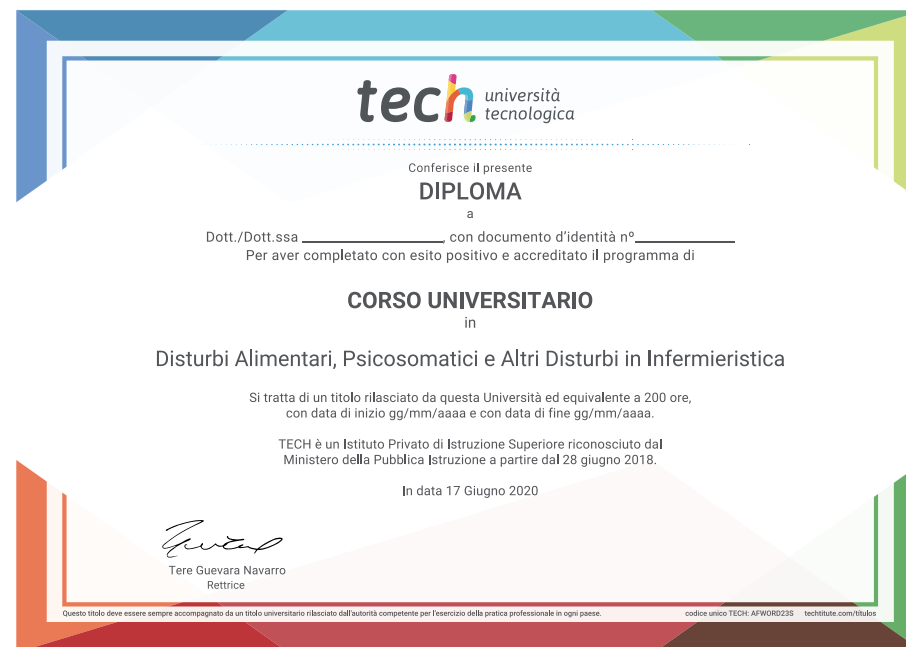 tech università
tecnologica
Conferisce il presente
DIPLOMA
a
Dott./Dott.ssa ____________________, con documento d'identità nº______________
Per aver completato con esito positivo e accreditato il programma di
CORSO UNIVERSITARIO
in
Disturbi Alimentari, Psicosomatici e Altri Disturbi in Infermieristica
Si tratta di un titolo rilasciato da questa Università ed equivalente a 200 ore,
con data di inizio gg/mm/aaaa e con data di fine gg/mm/aaaa.
TECH è un Istituto Privato di Istruzione Superiore riconosciuto dal
Ministero della Pubblica Istruzione a partire dal 28 giugno 2018.
In data 17 Giugno 2020
Tere Guevara Navarro
Rettrice
Questo titolo deve essere sempre accompagnato da un titolo universitario rilasciato dall'autorità competente per l'esercizio della pratica professionale in ogni paese. codice unico TECH: AFWORD23S techtitute.com/títulos